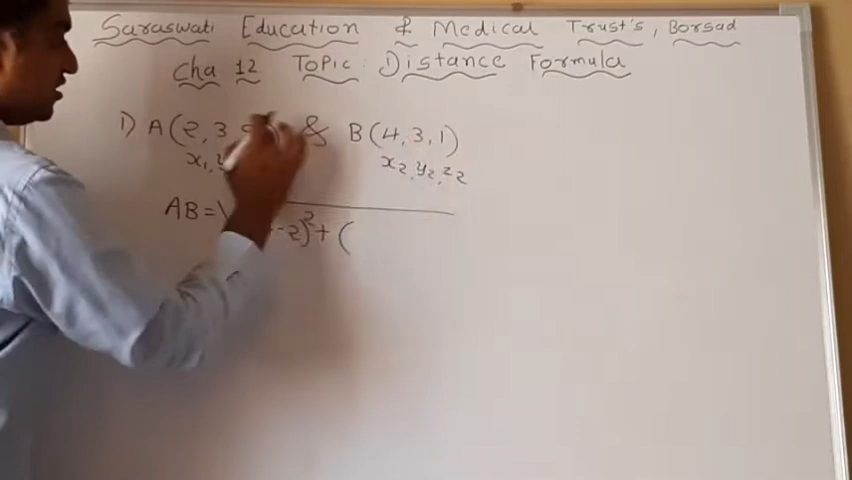 Saraswati Education & Medical Trust's, Borsad
Cha 12 Topic : Distance Formula
1) A(2,3 & B(4,3,1)
x₁, x₂,y₂,z₂
AB=√ -2)²+(